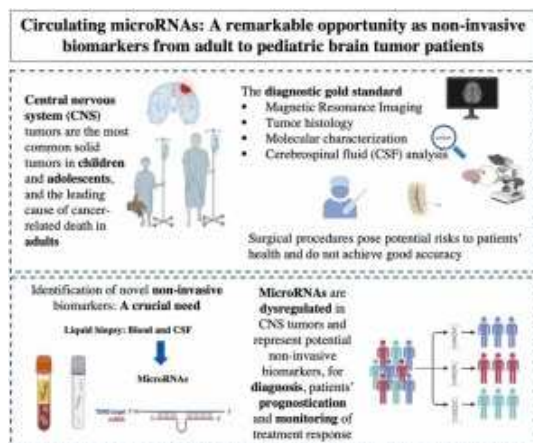 Circulating microRNAs: A remarkable opportunity as non-invasive
biomarkers from adult to pediatric brain tumor patients
Central nervous
system (CNS)
tumors are the most
common solid
tumors in children
and adolescents,
and the leading
cause of cancer-
related death in
adults
The diagnostic gold standard
Magnetic Resonance Imaging
Tumor histology
Molecular characterization
Cerebrospinal fluid (CSF) analysis
Surgical procedures pose potential risks to patients'
health and do not achieve good accuracy
Identification of novel non-invasive
biomarkers: A crucial need
Liquid biopsy: Blood and CSF
MicroRNAs
MicroRNAs are
dysregulated in
CNS tumors and
represent potential
non-invasive
biomarkers, for
diagnosis, patients'
prognostication
and monitoring of
treatment response